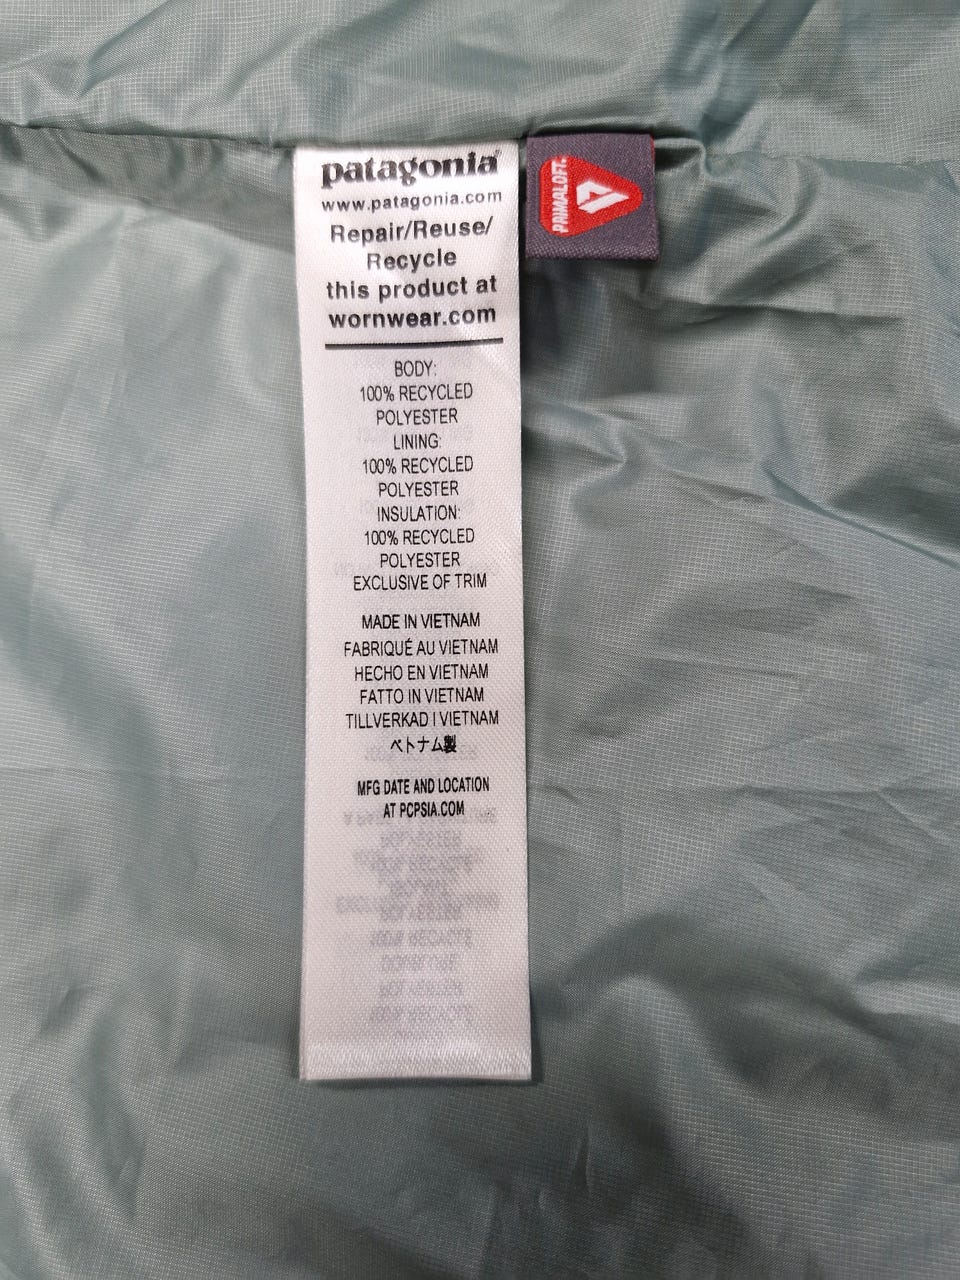 patagonia®
www.patagonia.com
Repair/Reuse/
Recycle
this product at
wornwear.com
BODY:
100% RECYCLED
POLYESTER
LINING:
100% RECYCLED
POLYESTER
INSULATION:
100% RECYCLED
POLYESTER
EXCLUSIVE OF TRIM
MADE IN VIETNAM
FABRIQUÉ AU VIETNAM
HECHO EN VIETNAM
FATTO IN VIETNAM
TILLVERKAD I VIETNAM
ベトナム製
MFG DATE AND LOCATION
AT PCPSIA.COM
PRIMALOFT®